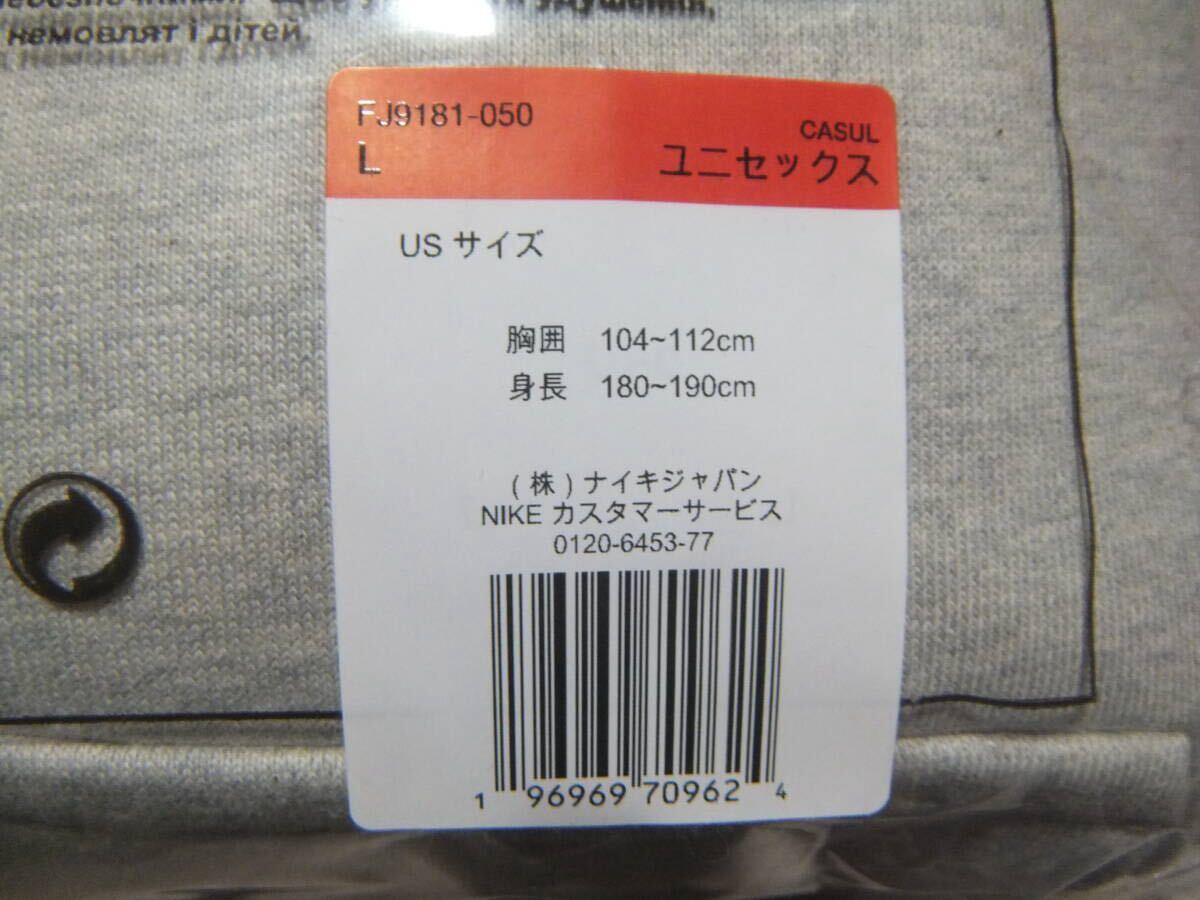 немовлят і дітей.
FJ9181-050
CASUL
L ユニセックス
US サイズ
胸囲 104~112cm
身長 180~190cm
(株)ナイキジャパン
NIKE カスタマーサービス
0120-6453-77
1 96969 70962 4